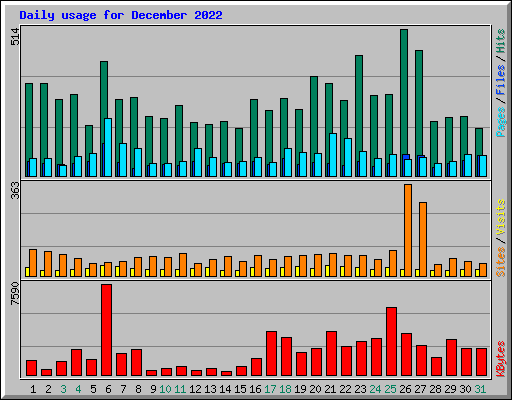 Daily usage for December 2022
514
Pages / Files / Hits
363
Sites / Visits
7590
KBytes
1 2 3 4 5 6 7 8 9 10 11 12 13 14 15 16 17 18 19 20 21 22 23 24 25 26 27 28 29 30 31